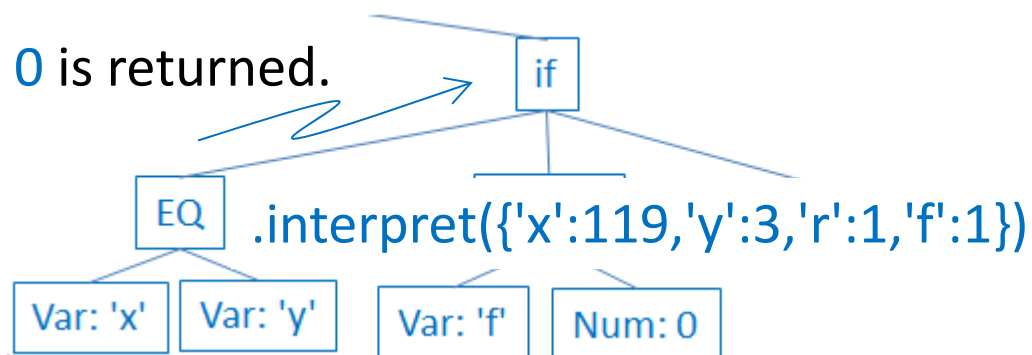 0 is returned.
if
EQ
.interpret({'x':119,'y':3,'r':1,'f':1})
Var: 'x'
Var: 'y'
Var: 'f'
Num: 0